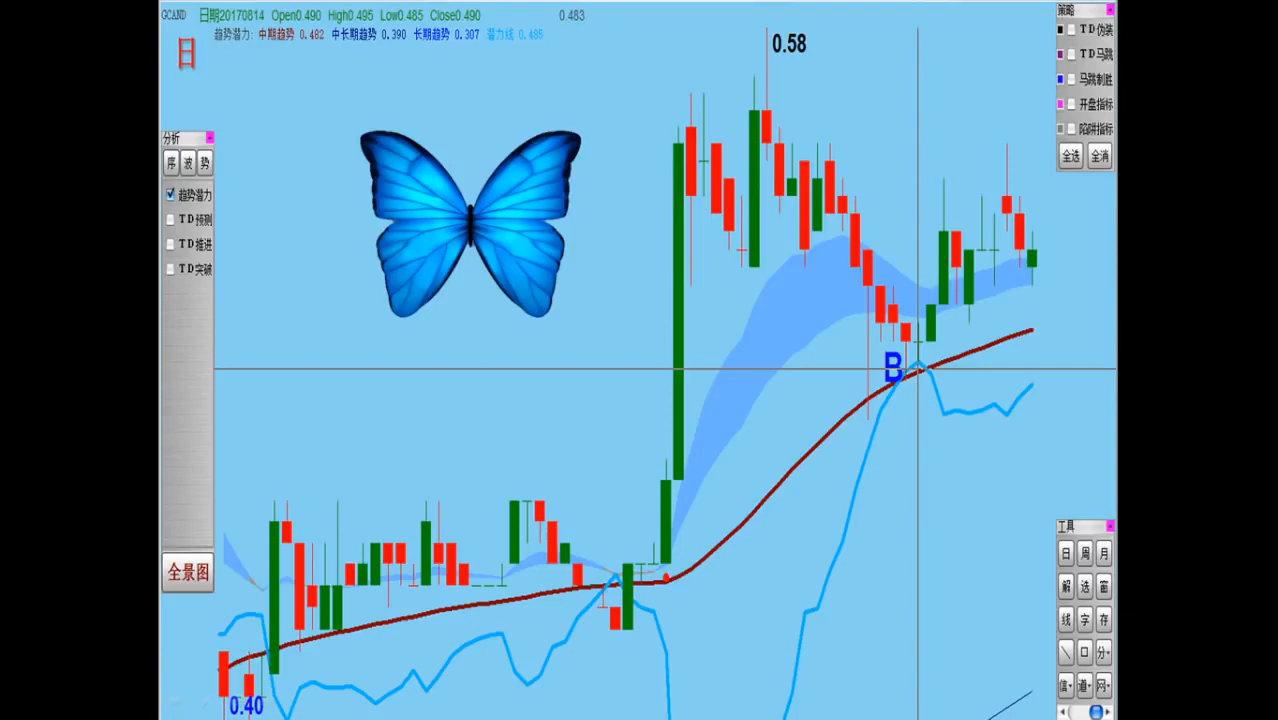 GCAND 日期20170814 Open0.490 High0.495 Low0.485 Close0.490 0.483
趋势潜力: 中期趋势 0.482 中长期趋势 0.390 长期趋势 0.307 潜力线 0.485
日
0.58
B
0.40
分析
序 波 势
趋势潜力
TD预测
TD推进
TD突破
全景图
策略
TD伪装
TD马跳
马跳制胜
开盘指标
陷阱指标
全选 全消
工具
日 周 月
解 选 窗
线 字 存
分
信 道 网